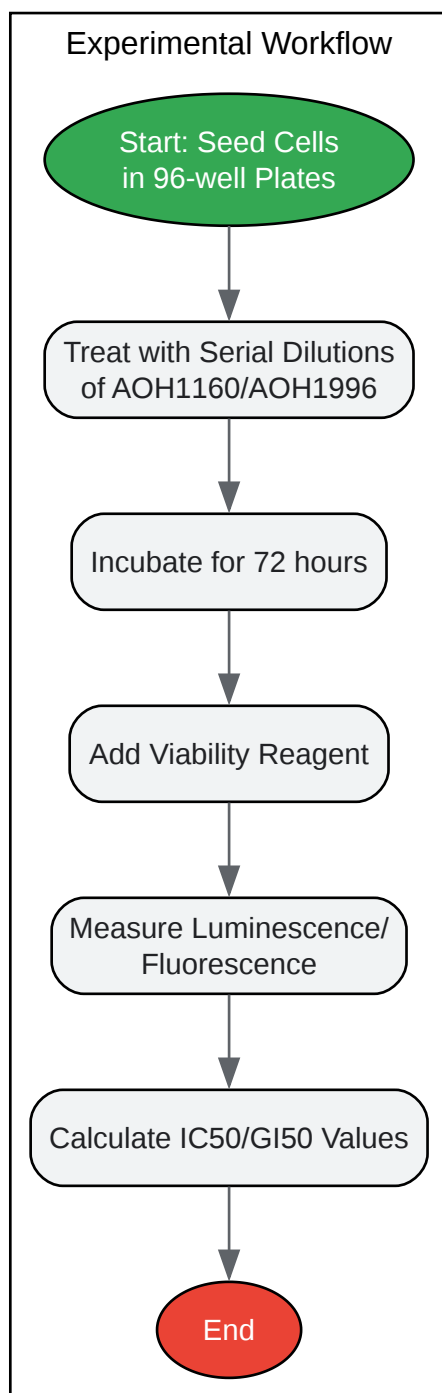 Experimental Workflow
Start: Seed Cells
in 96-well Plates
Treat with Serial Dilutions
of AOH1160/AOH1996
Incubate for 72 hours
Add Viability Reagent
Measure Luminescence/
Fluorescence
Calculate IC50/GI50 Values
End